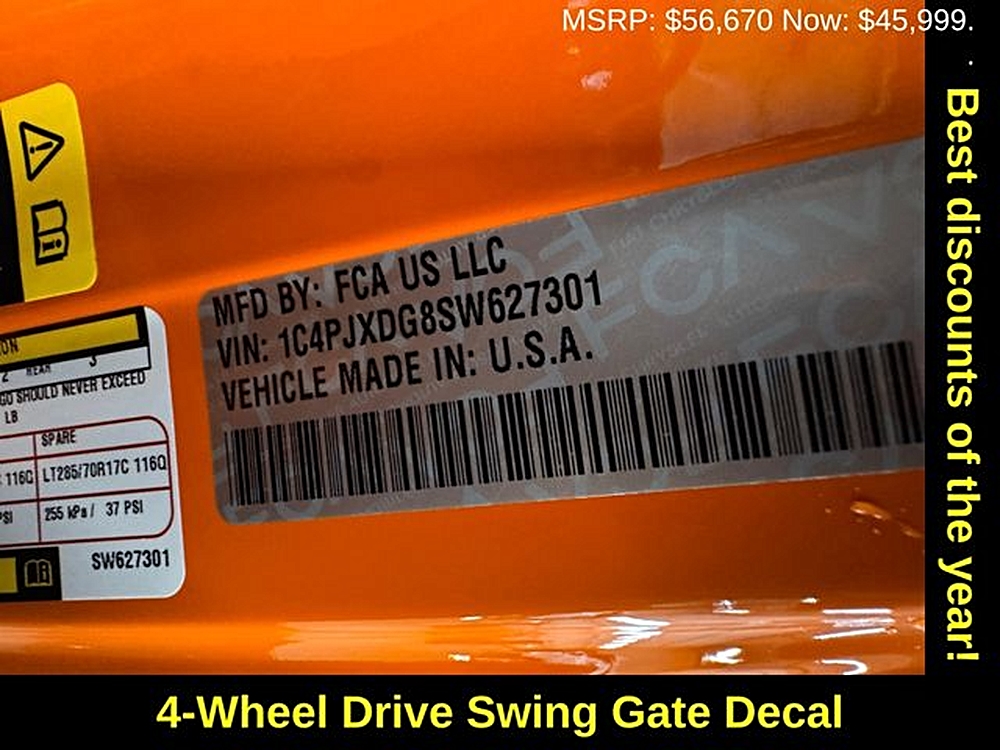 MSRP: $56,670 Now: $45,999.
.
Best discounts of the year!
MFD BY: FCA US LLC
VIN: 1C4PJXDG8SW627301
VEHICLE MADE IN: U.S.A.
2 REAR 3
GO SHOULD NEVER EXCEED
LB
SPARE
116C LT285/70R17C 116Q
PSI 255 kPa / 37 PSI
SW627301
4-Wheel Drive Swing Gate Decal